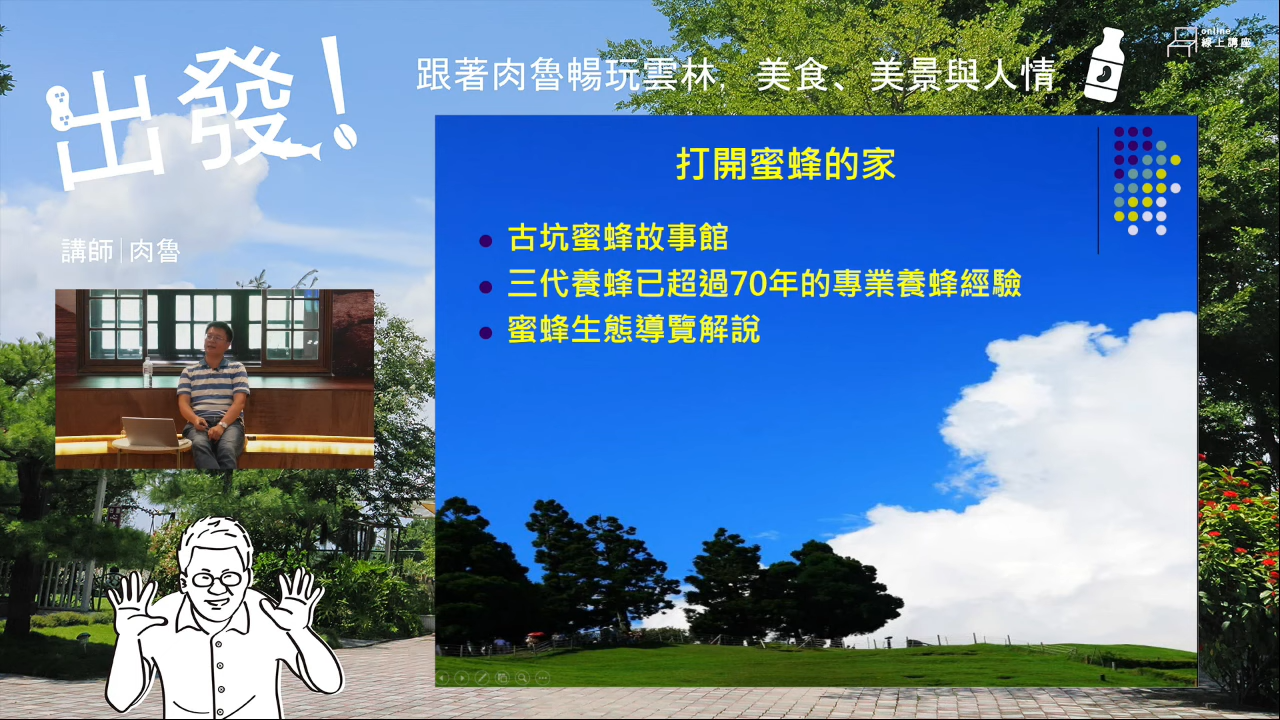 出發!
跟著肉魯暢玩雲林，美食、美景與人情
online
線上講座
講師|肉魯
打開蜜蜂的家
古坑蜜蜂故事館
三代養蜂已超過70年的專業養蜂經驗
蜜蜂生態導覽解說